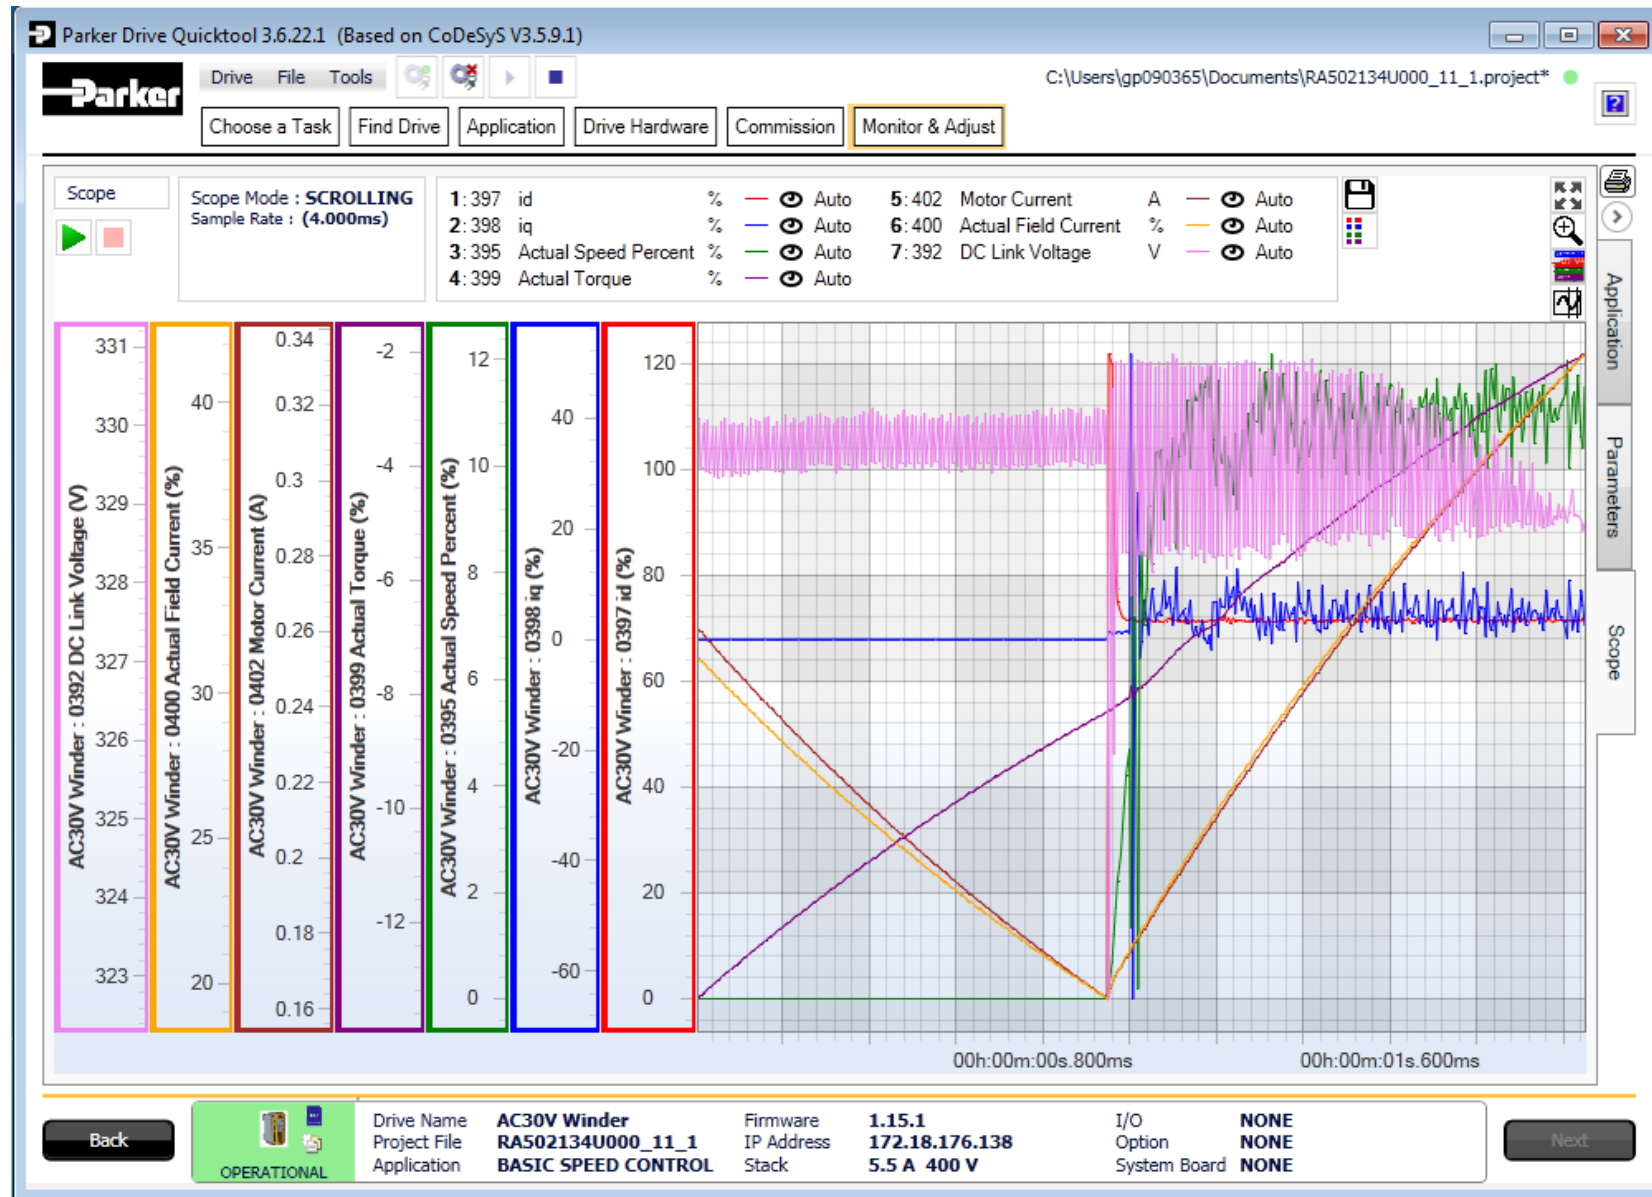 Parker Drive Quicktool 3.6.22.1 (Based on CoDeSyS V3.5.9.1)
Parker
Drive File Tools
C:\Users\gp090365\Documents\RA502134U000_11_1.project*
Choose a Task Find Drive Application Drive Hardware Commission Monitor & Adjust
Scope
Scope Mode : SCROLLING
Sample Rate : (4.000ms)
1: 397 id % Auto
2: 398 iq % Auto
3: 395 Actual Speed Percent % Auto
4: 399 Actual Torque % Auto
5: 402 Motor Current A Auto
6: 400 Actual Field Current % Auto
7: 392 DC Link Voltage V Auto
Application
Parameters
Scope
AC30V Winder : 0392 DC Link Voltage (V)
331
330
329
328
327
326
325
324
323
AC30V Winder : 0400 Actual Field Current (%)
40
35
30
25
20
AC30V Winder : 0402 Motor Current (A)
0.34
0.32
0.3
0.28
0.26
0.24
0.22
0.2
0.18
0.16
AC30V Winder : 0399 Actual Torque (%)
-2
-4
-6
-8
-10
-12
AC30V Winder : 0395 Actual Speed Percent (%)
12
10
8
6
4
2
0
AC30V Winder : 0398 iq (%)
40
20
0
-20
-40
-60
AC30V Winder : 0397 id (%)
120
100
80
60
40
20
0
00h:00m:00s.800ms 00h:00m:01s.600ms
Back
OPERATIONAL
Drive Name AC30V Winder
Project File RA502134U000_11_1
Application BASIC SPEED CONTROL
Firmware 1.15.1
IP Address 172.18.176.138
Stack 5.5 A 400 V
I/O NONE
Option NONE
System Board NONE
Next